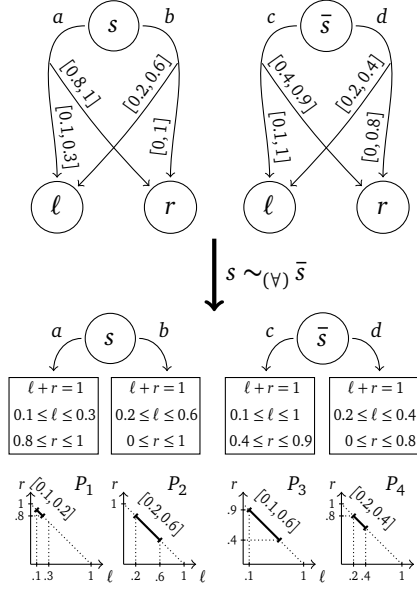 a s b c s̄ d
[0.8,1] [0.2,0.6] [0.4,0.9] [0.2,0.4]
[0.1,0.3] [0,1] [0.1,1] [0,0.8]
ℓ r ℓ r
s ∼(∀) s̄
a s b c s̄ d
ℓ+r=1 ℓ+r=1 ℓ+r=1 ℓ+r=1
0.1≤ℓ≤0.3 0.2≤ℓ≤0.6 0.1≤ℓ≤1 0.2≤ℓ≤0.4
0.8≤r≤1 0≤r≤1 0.4≤r≤0.9 0≤r≤0.8
r P1 r P2 r P3 r P4
[0.1,0.2] [0.2,0.6] [0.1,0.6] [0.2,0.4]
1 1 .9 1
.8 .4 .8
.1 .3 1 ℓ .2 .6 1 ℓ .1 1 ℓ .2 .4 1 ℓ